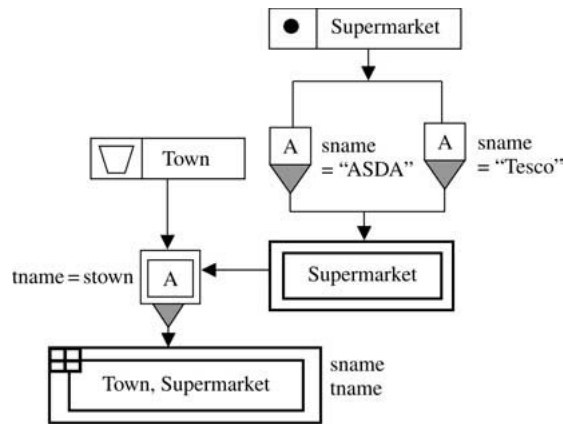 Supermarket
A
sname
= “ASDA”
A
sname
= “Tesco”
Town
tname = stown
A
Supermarket
Town, Supermarket
sname
tname